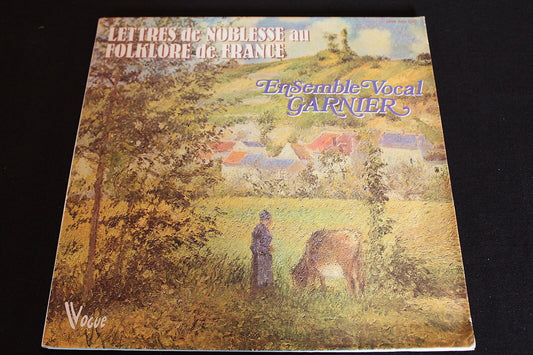 LETTRES de NOBLESSE au
FOLKLORE de FRANCE
Ensemble Vocal
GARNIER
Vogue